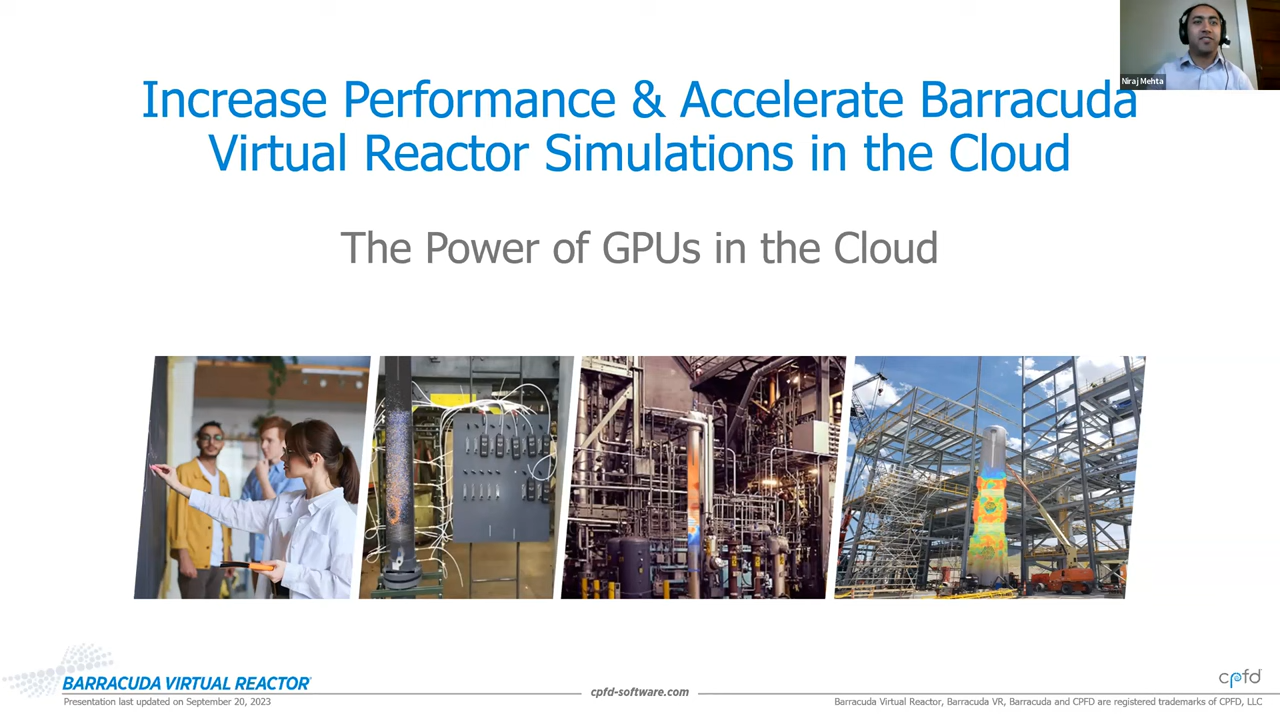 Niraj Mehta
Increase Performance & Accelerate Barracuda
Virtual Reactor Simulations in the Cloud
The Power of GPUs in the Cloud
BARRACUDA VIRTUAL REACTOR
Presentation last updated on September 20, 2023
cpfd-software.com
cpfd
Barracuda Virtual Reactor, Barracuda VR, Barracuda and CPFD are registered trademarks of CPFD, LLC